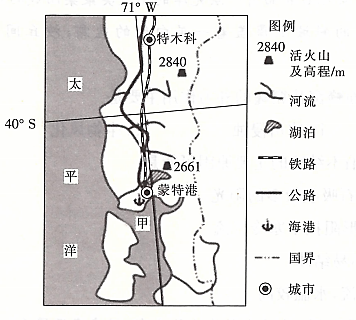 71° W
特木科
2840
太
40° S
2661
平
蒙特港
甲
洋
图例
2840 活火山
及高程/m
河流
湖泊
铁路
公路
海港
国界
城市